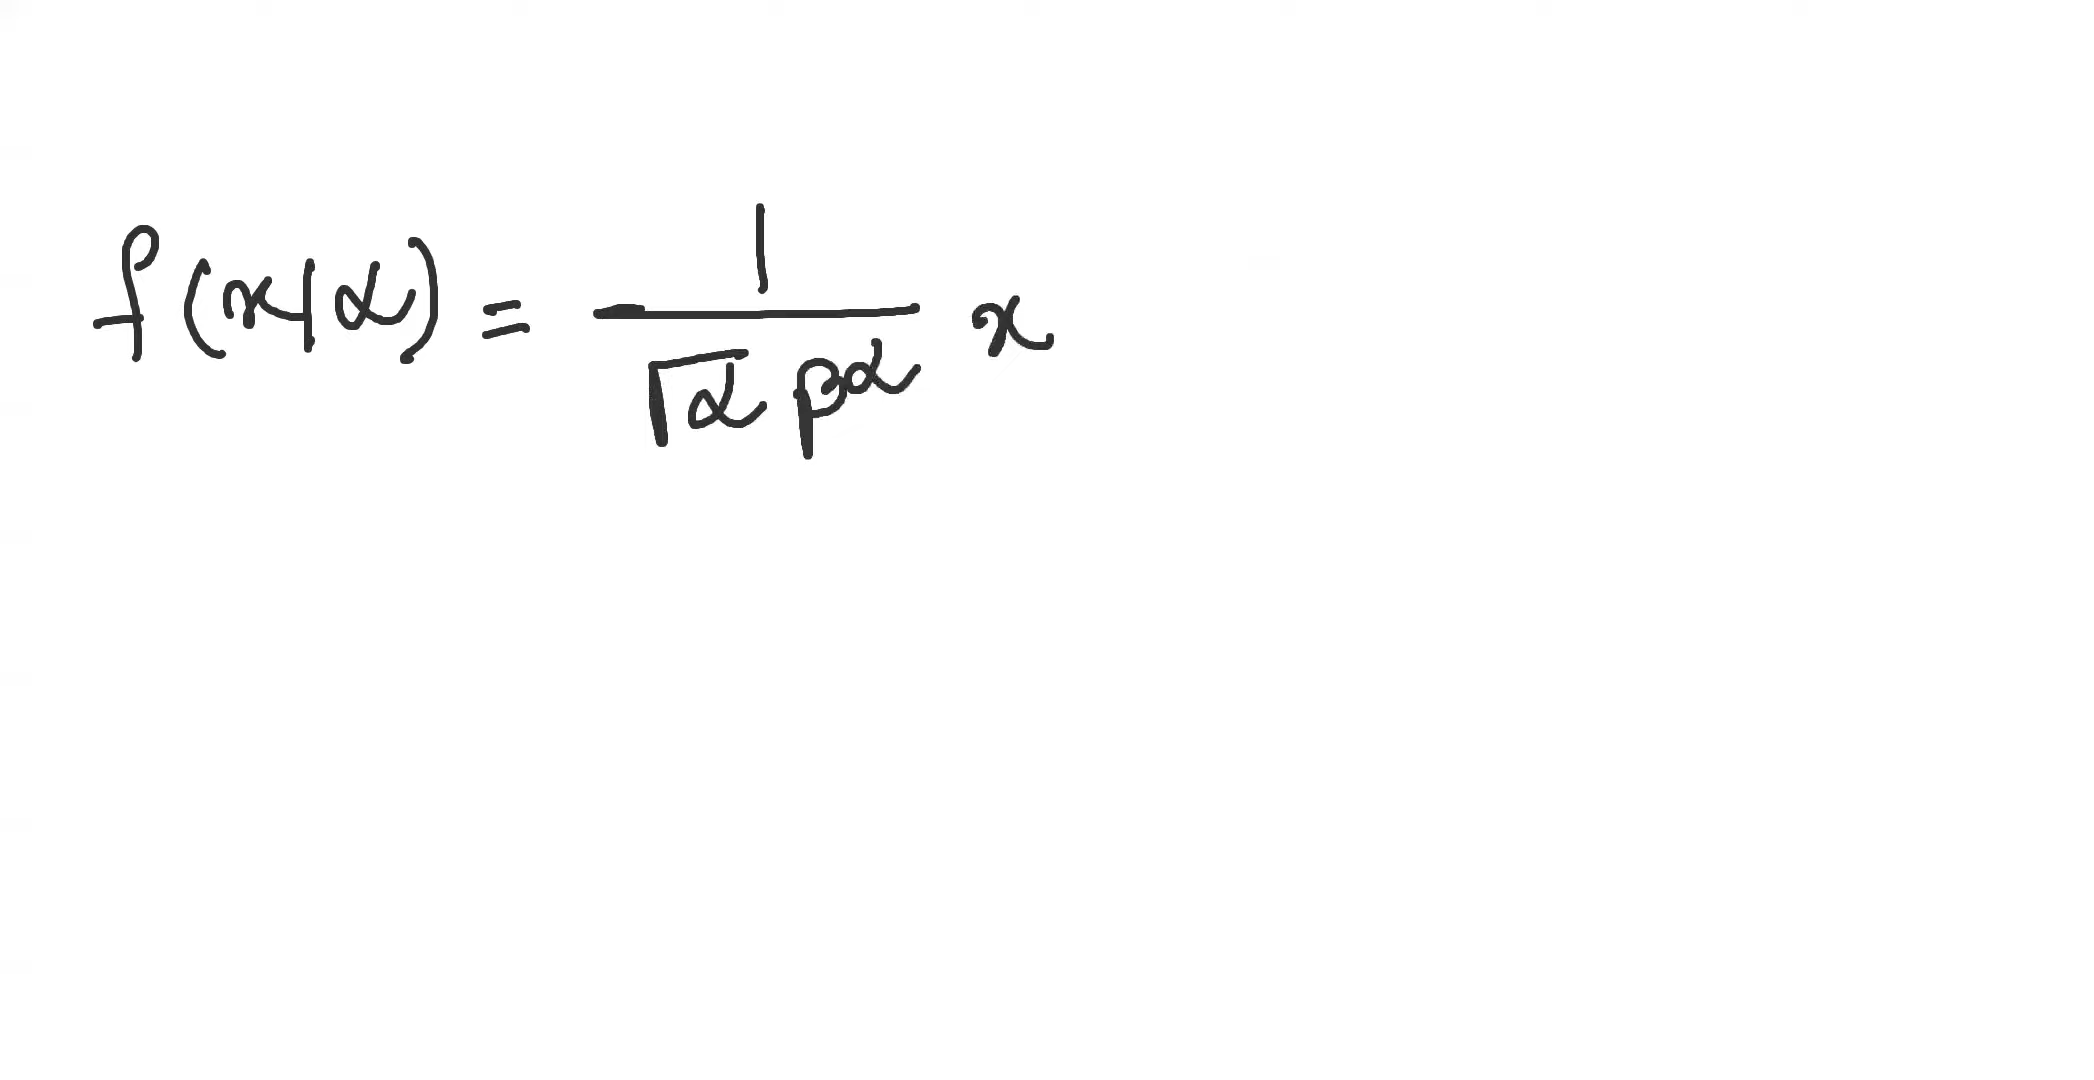 f(x|α) = 1/(Γα β^α) x